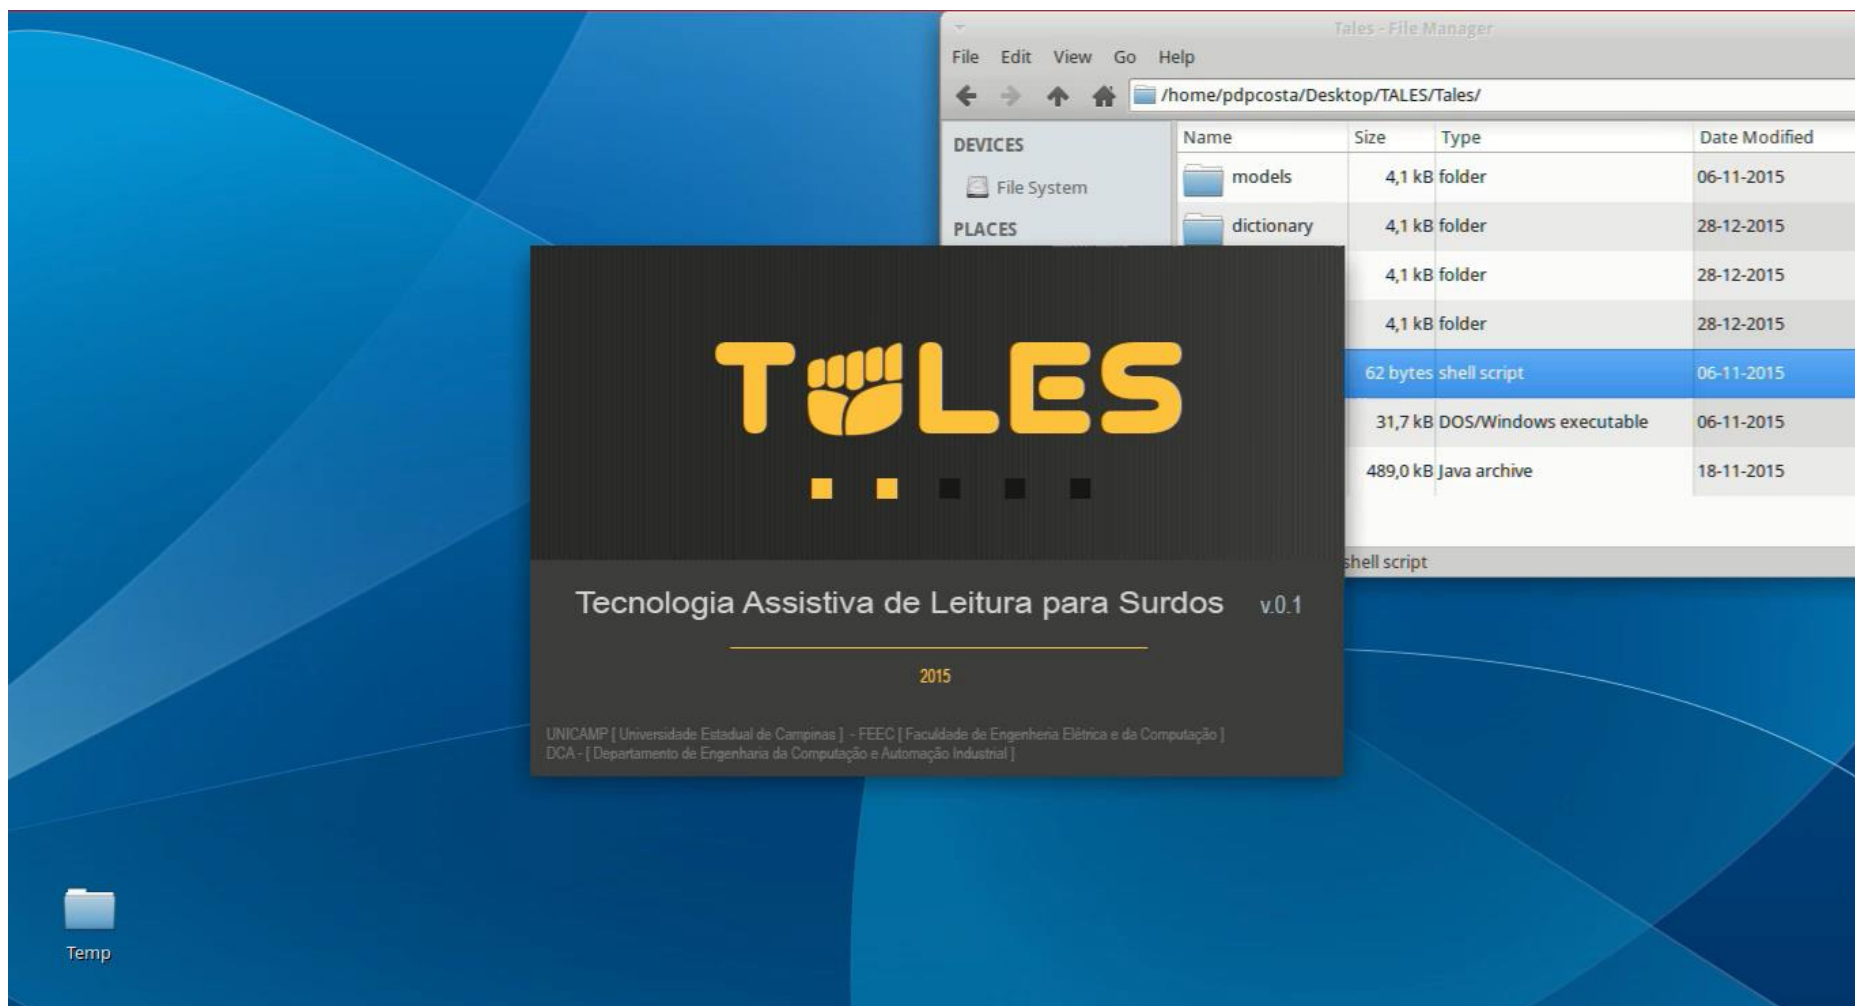 Tales - File Manager
File Edit View Go Help
/home/pdpcosta/Desktop/TALES/Tales/
DEVICES
File System
PLACES
Name Size Type Date Modified
models 4,1 kB folder 06-11-2015
dictionary 4,1 kB folder 28-12-2015
4,1 kB folder 28-12-2015
4,1 kB folder 28-12-2015
62 bytes shell script 06-11-2015
31,7 kB DOS/Windows executable 06-11-2015
489,0 kB Java archive 18-11-2015
shell script
TALES
Tecnologia Assistiva de Leitura para Surdos v.0.1
2015
UNICAMP [ Universidade Estadual de Campinas ] - FEEC [ Faculdade de Engenheria Elétrica e da Computação ]
DCA - [ Departamento de Engenharia da Computação e Automação Industrial ]
Temp